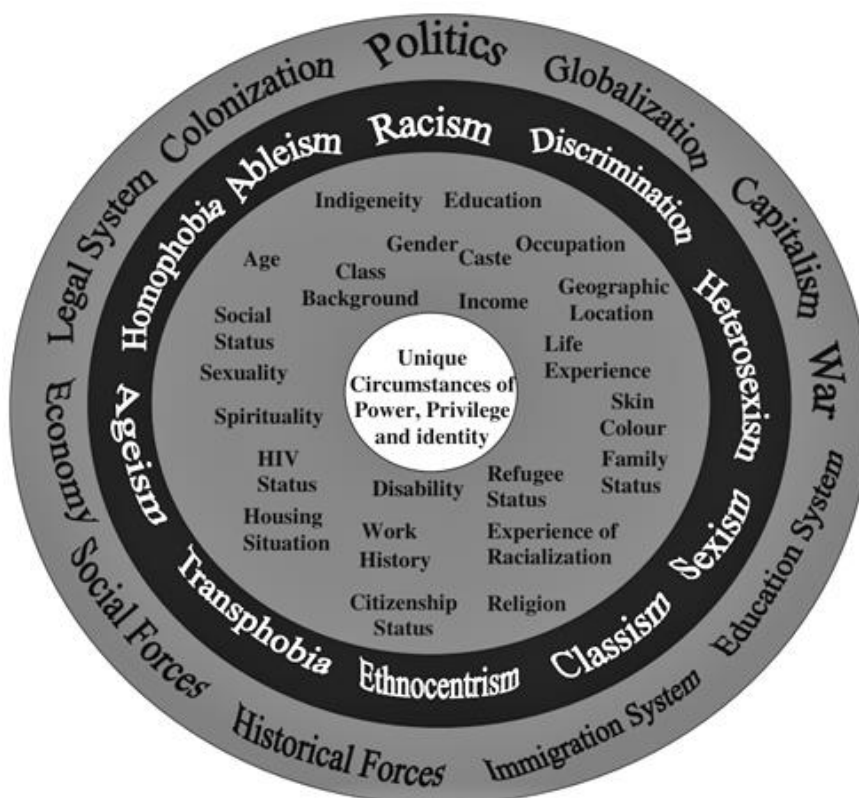 Politics
Globalization
Capitalism
War
Education System
Immigration System
Historical Forces
Social Forces
Economy
Legal System
Colonization
Racism
Discrimination
Heterosexism
Sexism
Classism
Ethnocentrism
Transphobia
Ageism
Homophobia
Ableism
Indigeneity
Education
Age
Gender
Caste
Occupation
Class
Background
Income
Geographic
Location
Social
Status
Life
Experience
Sexuality
Spirituality
Skin
Colour
HIV
Status
Disability
Refugee
Status
Family
Status
Housing
Situation
Work
History
Experience of
Racialization
Citizenship
Status
Religion
Unique
Circumstances of
Power, Privilege
and identity